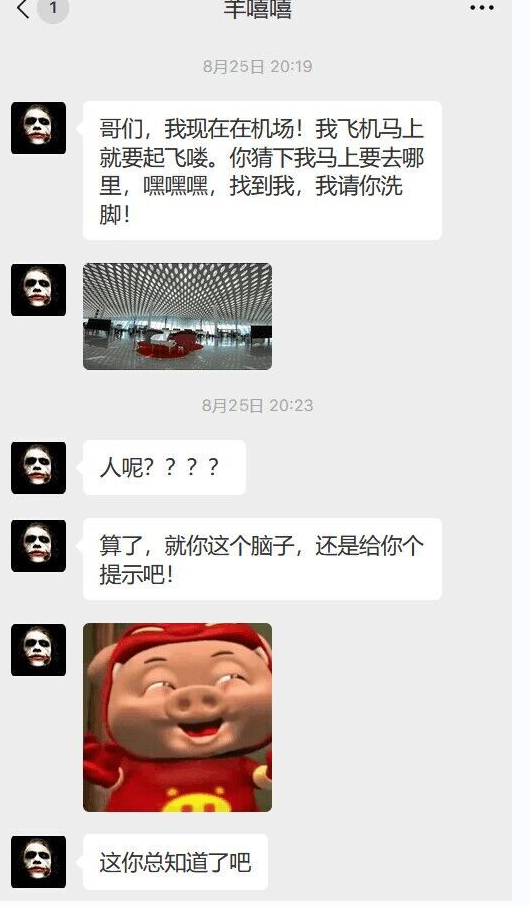 1
羊嘻嘻
8月25日 20:19
哥们，我现在在机场！我飞机马上
就要起飞喽。你猜下我马上要去哪
里，嘿嘿嘿，找到我，我请你洗
脚！
8月25日 20:23
人呢？？？？
算了，就你这个脑子，还是给你个
提示吧！
这你总知道了吧